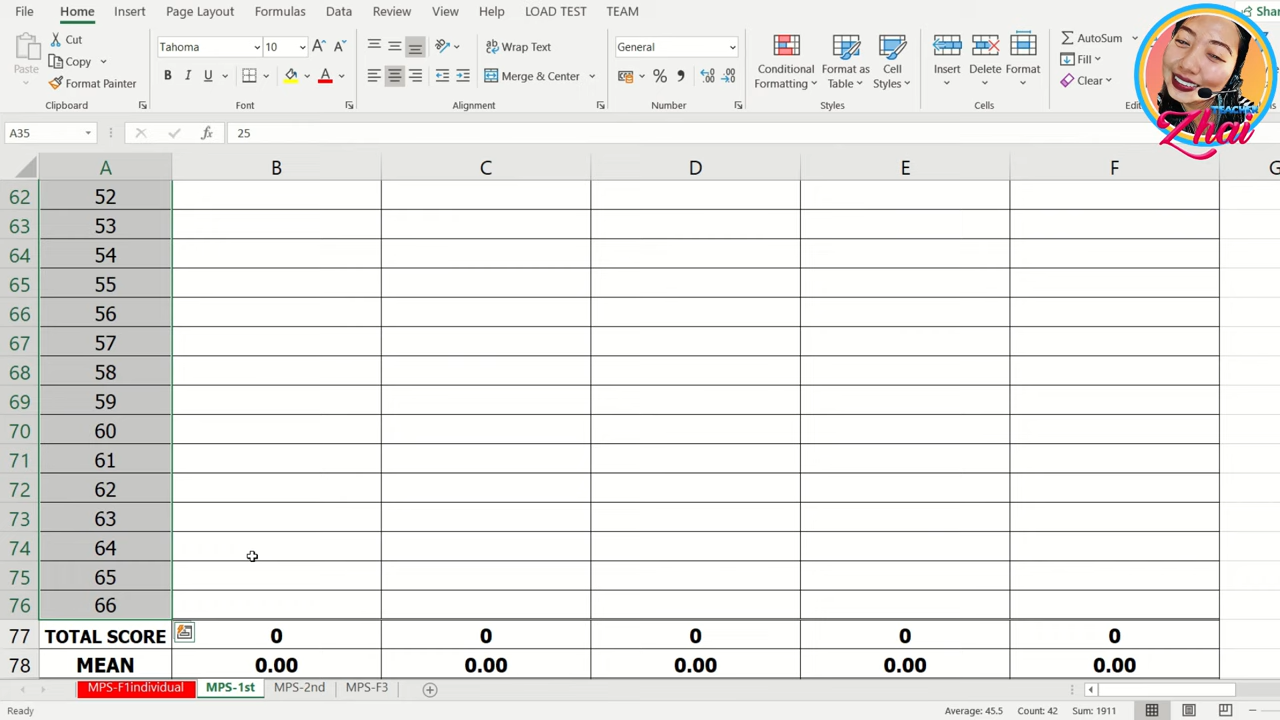 File Home Insert Page Layout Formulas Data Review View Help LOAD TEST TEAM
Paste
Cut
Copy
Format Painter
Clipboard
Tahoma 10
B I U
Font
Wrap Text
Merge & Center
Alignment
General
Number
Conditional Formatting
Format as Table
Cell Styles
Styles
Insert Delete Format
Cells
AutoSum
Fill
Clear
TEACHER
Zhai
A35 fx 25
A B C D E F
62 52
63 53
64 54
65 55
66 56
67 57
68 58
69 59
70 60
71 61
72 62
73 63
74 64
75 65
76 66
77 TOTAL SCORE 0 0 0 0 0
78 MEAN 0.00 0.00 0.00 0.00 0.00
MPS-F1individual MPS-1st MPS-2nd MPS-F3
Ready Average: 45.5 Count: 42 Sum: 1911